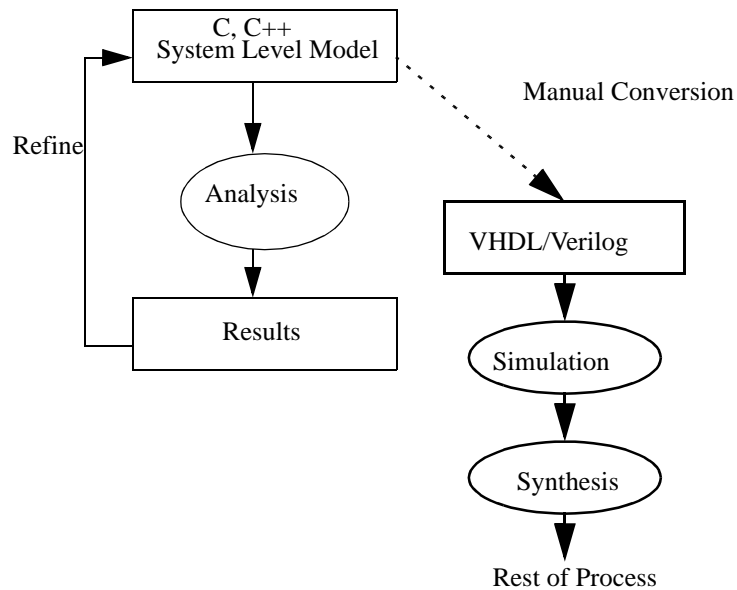 C, C++
System Level Model
Manual Conversion
Refine
Analysis
VHDL/Verilog
Results
Simulation
Synthesis
Rest of Process